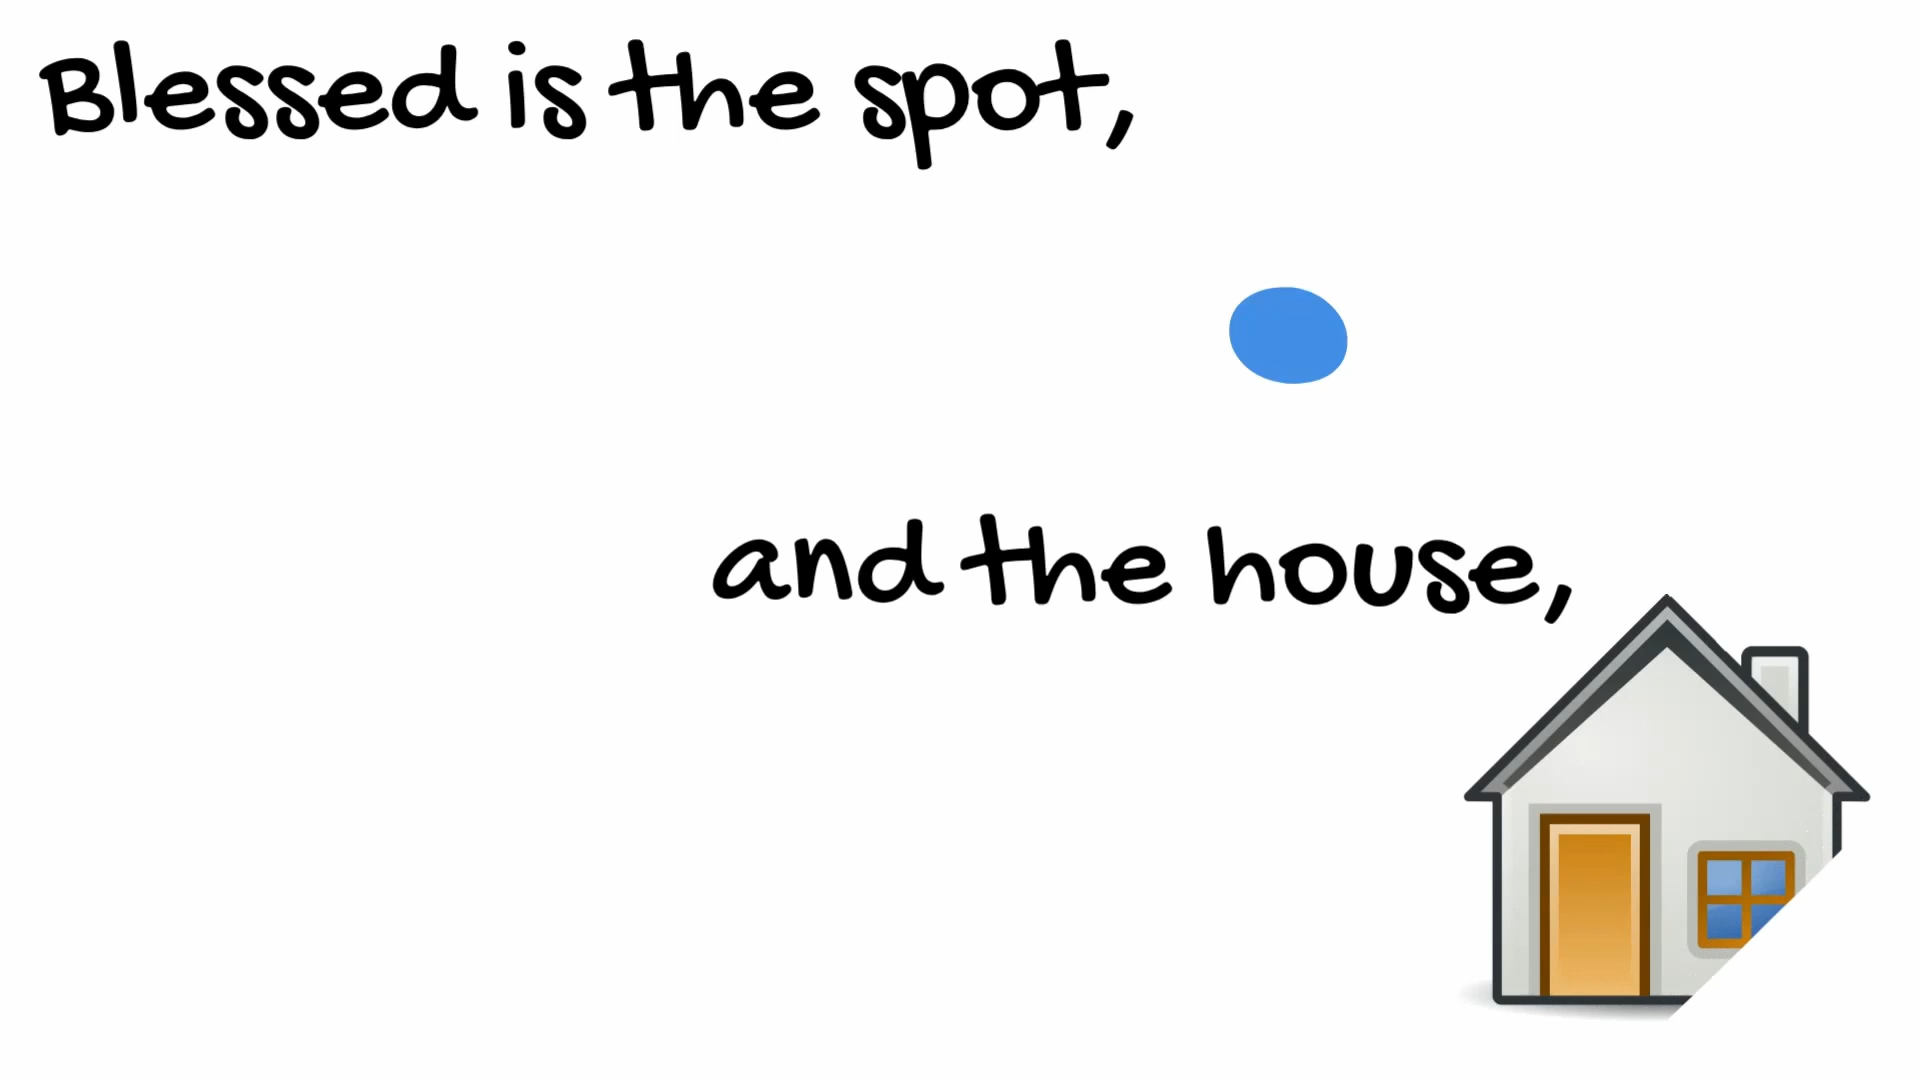 Blessed is the spot,
and the house,